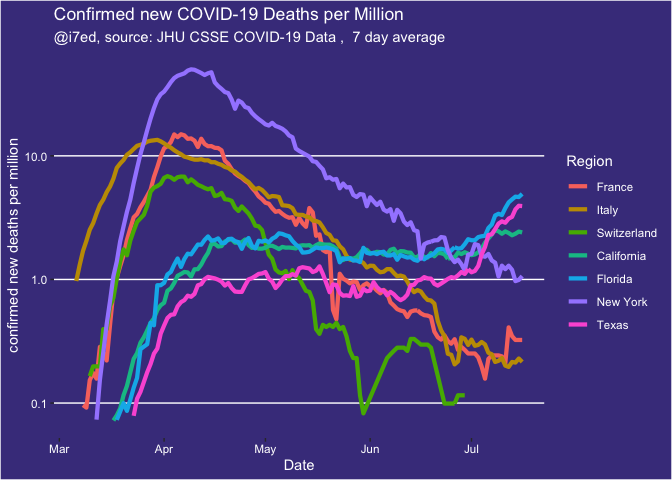 Confirmed new COVID-19 Deaths per Million
@i7ed, source: JHU CSSE COVID-19 Data ,  7 day average
confirmed new deaths per million
10.0
1.0
0.1
Mar
Apr
May
Jun
Jul
Date
Region
France
Italy
Switzerland
California
Florida
New York
Texas